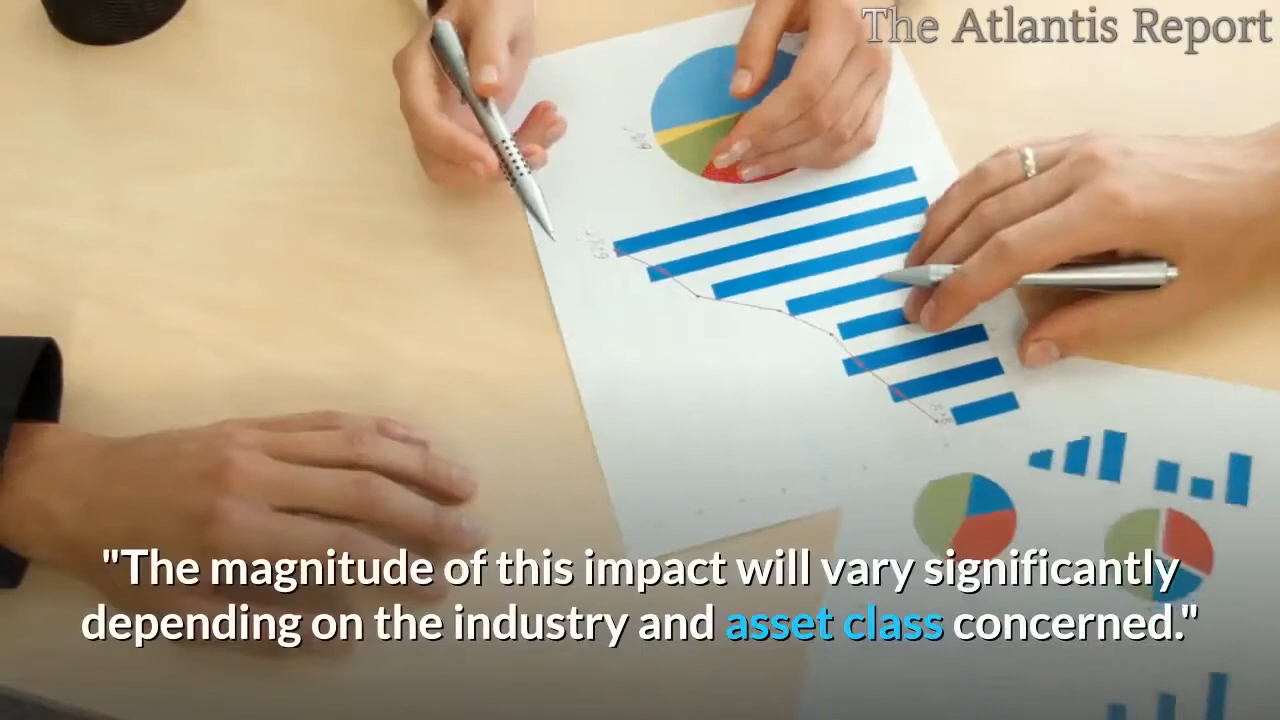 The Atlantis Report
"The magnitude of this impact will vary significantly
depending on the industry and asset class concerned."